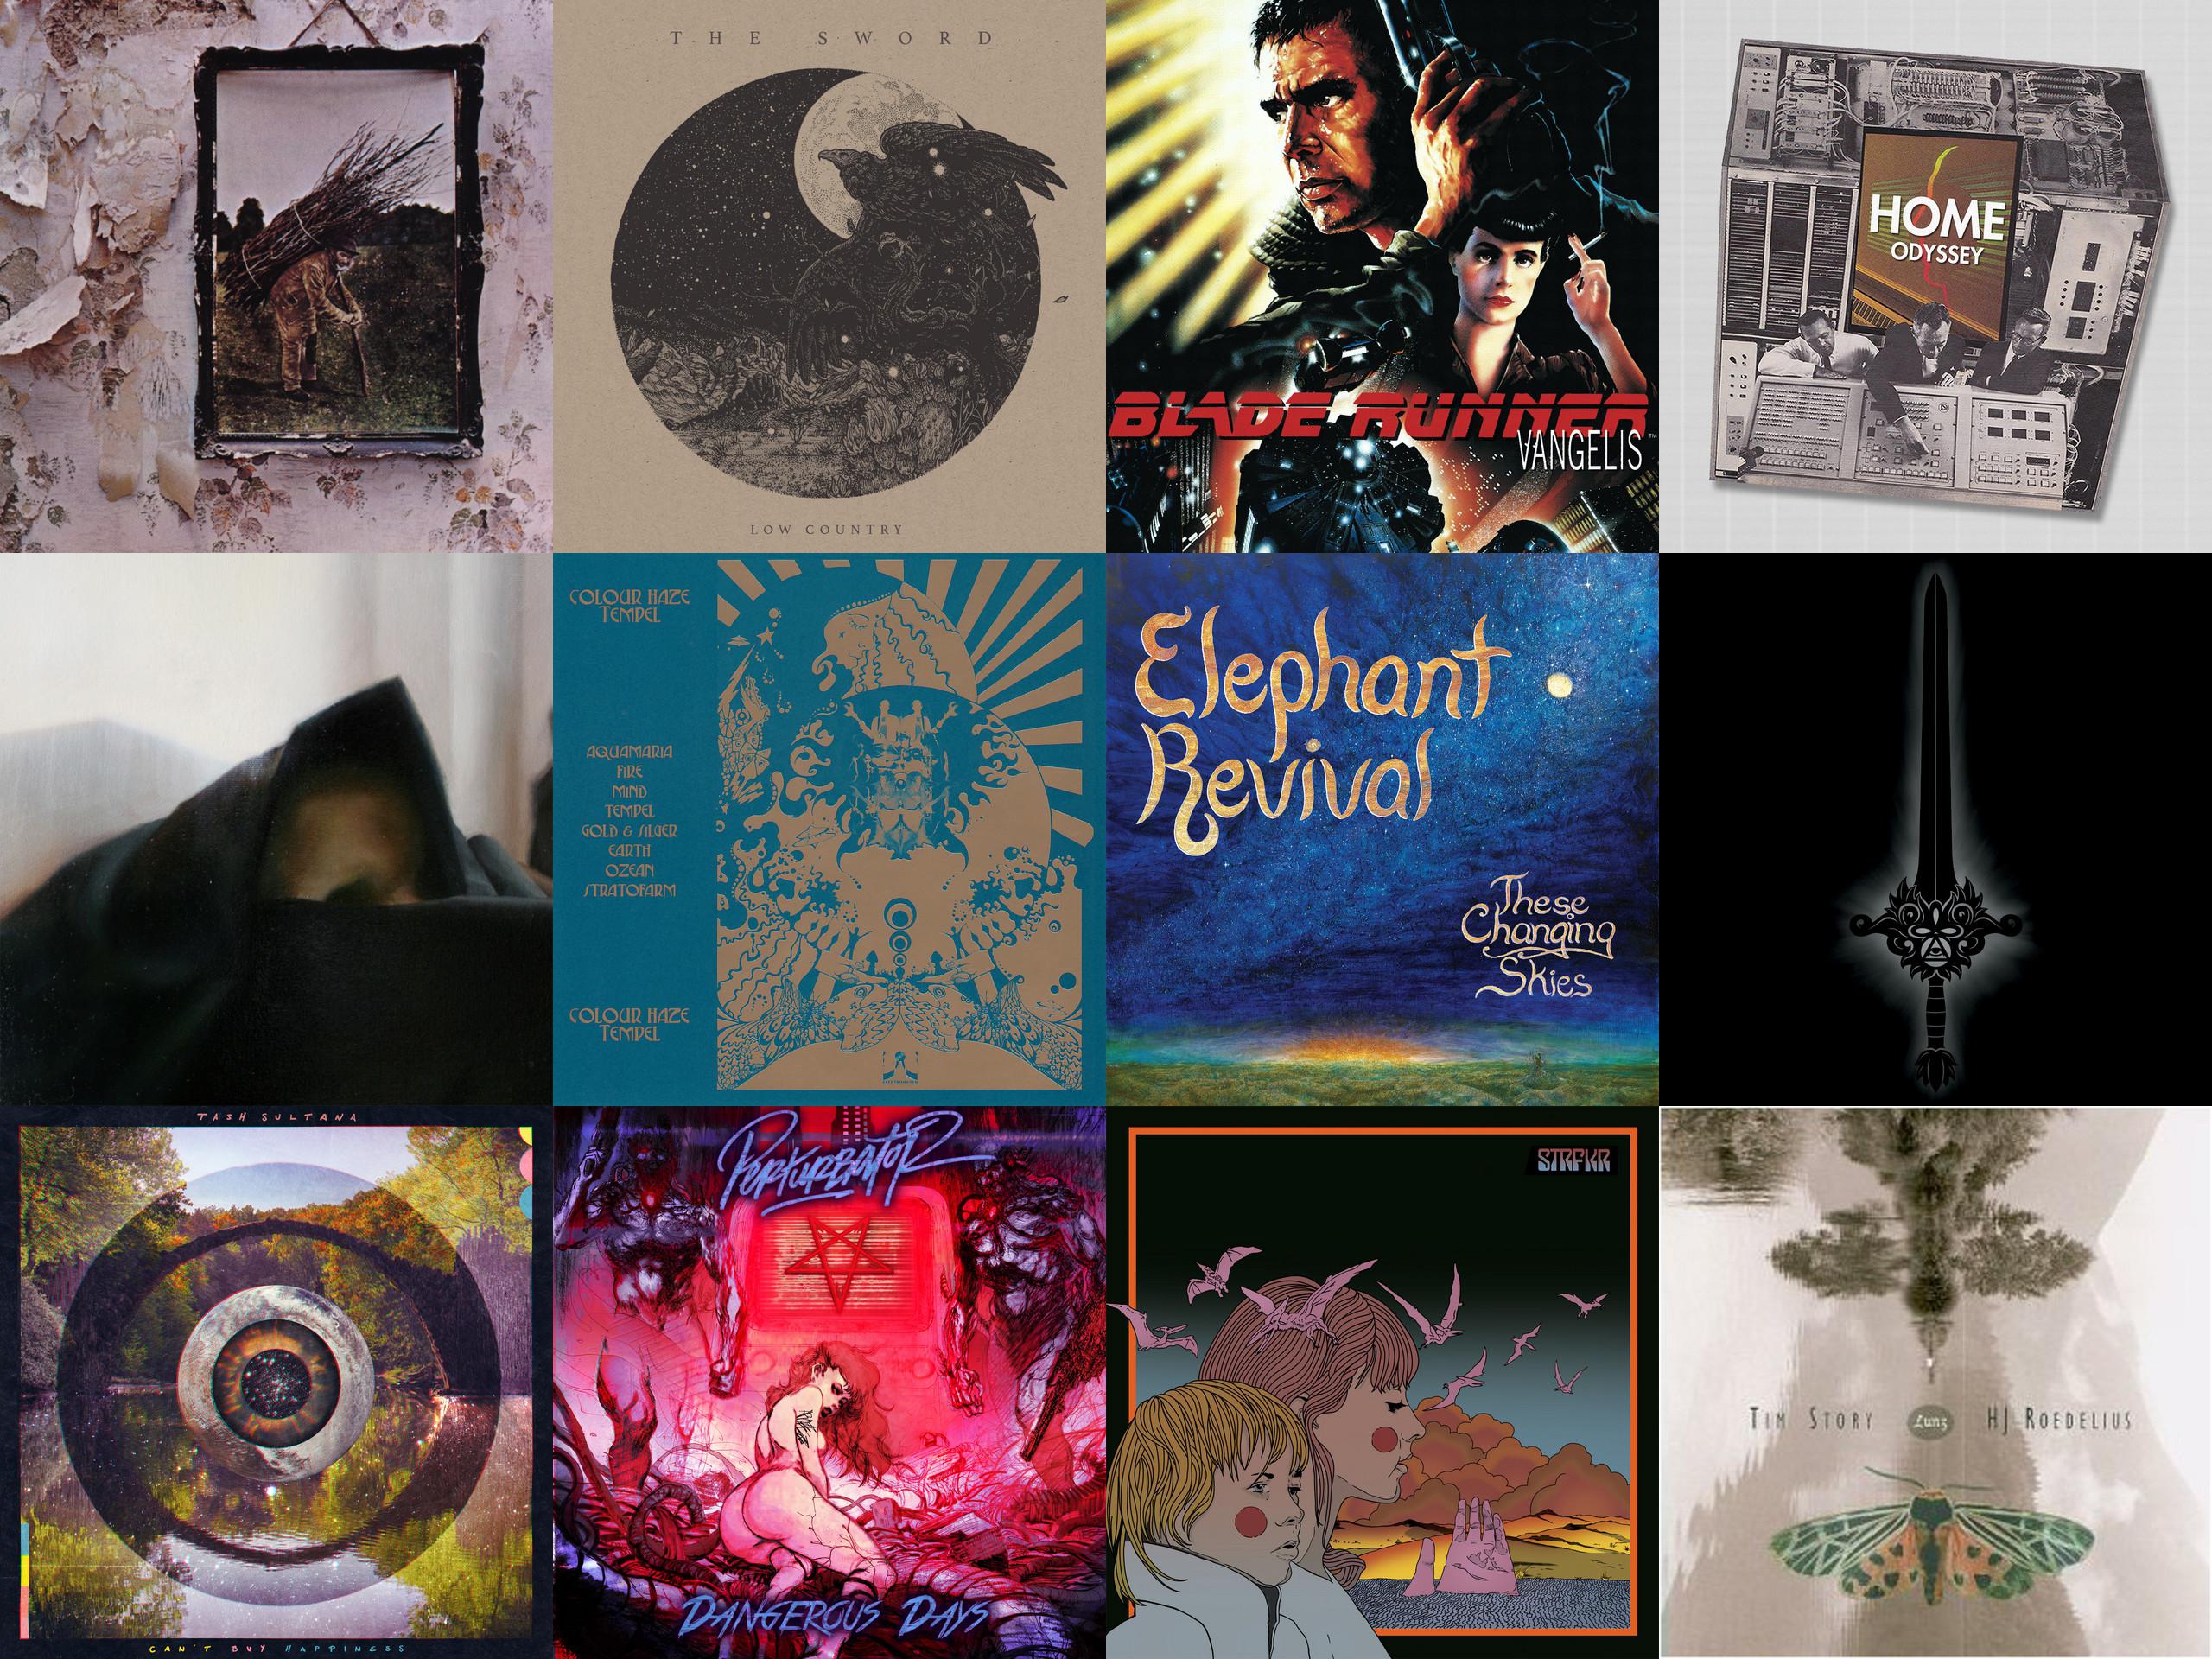 THE SWORD
LOW COUNTRY
BLADE RUNNER
VANGELIS™
HOME
ODYSSEY
COLOUR HAZE
TEMPEL
AQUAMARIA
FIRE
MIND
TEMPEL
GOLD & SILVER
EARTH
OZEAN
STRATOFARM
COLOUR HAZE
TEMPEL
Elephant
Revival
These
Changing
Skies
TASH SULTANA
CAN'T BUY HAPPINESS
PERTURBATOR
DANGEROUS DAYS
STRFKR
TIM STORY Lunz HJ ROEDELIUS